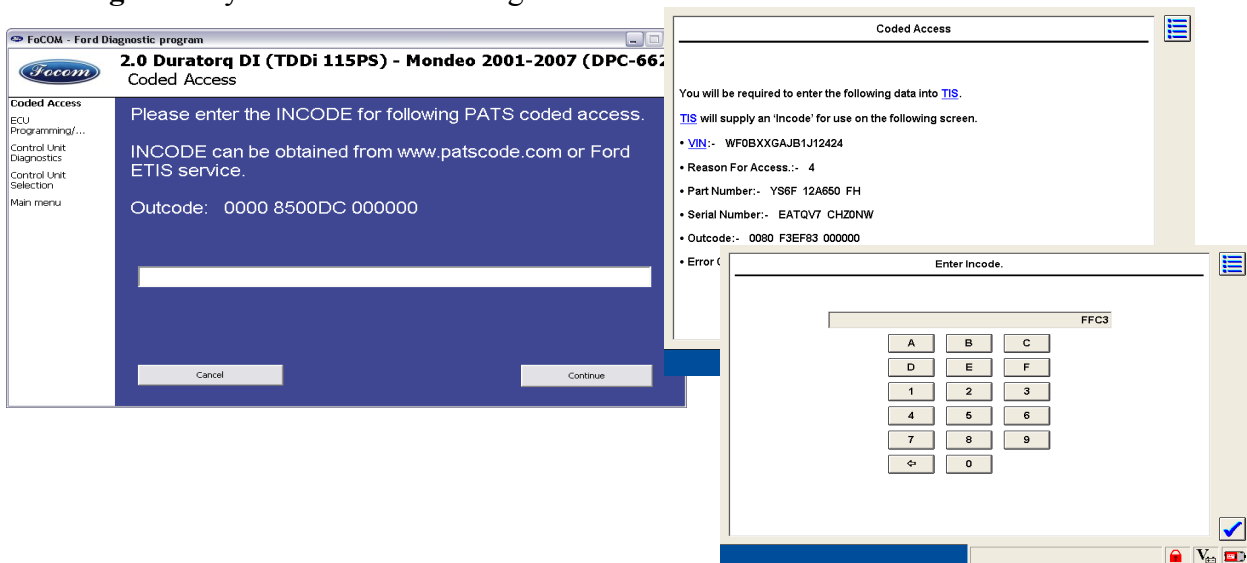 FoCOM - Ford Diagnostic program
Focom
2.0 Duratorq DI (TDDi 115PS) - Mondeo 2001-2007 (DPC-662
Coded Access
Coded Access
ECU
Programming/...
Control Unit
Diagnostics
Control Unit
Selection
Main menu
Please enter the INCODE for following PATS coded access.
INCODE can be obtained from www.patscode.com or Ford
ETIS service.
Outcode: 0000 8500DC 000000
Cancel
Continue
Coded Access
You will be required to enter the following data into TIS.
TIS will supply an 'Incode' for use on the following screen.
• VIN:- WF0BXXGAJB1J12424
• Reason For Access.:- 4
• Part Number:- YS6F 12A650 FH
• Serial Number:- EATQV7 CHZ0NW
• Outcode:- 0080 F3EF83 000000
• Error
Enter Incode.
FFC3
A B C
D E F
1 2 3
4 5 6
7 8 9
0
V